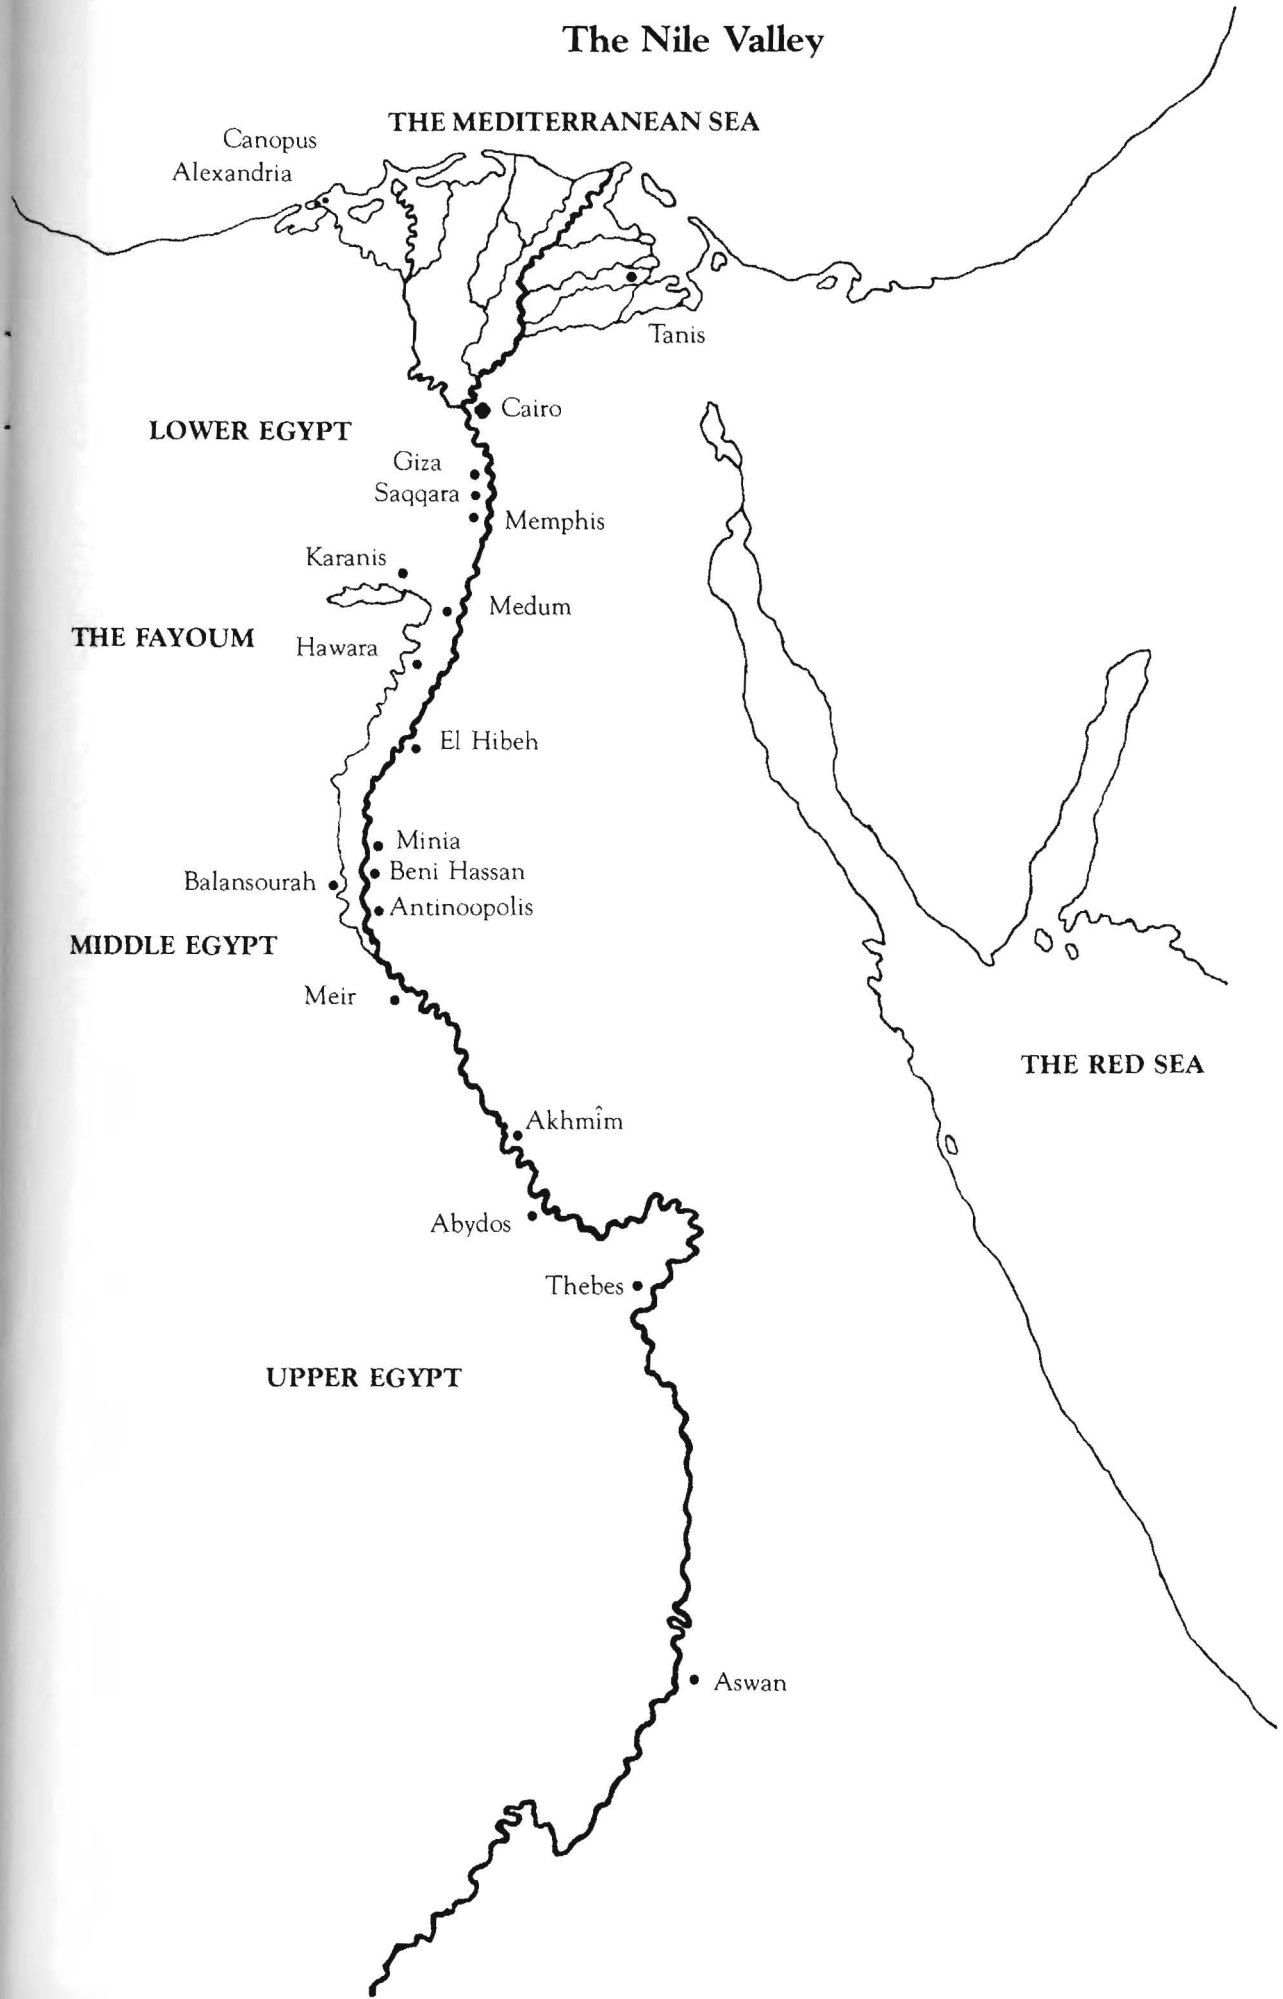 The Nile Valley
THE MEDITERRANEAN SEA
Canopus
Alexandria
Tanis
Cairo
LOWER EGYPT
Giza
Saqqara
Memphis
Karanis
Medum
THE FAYOUM
Hawara
El Hibeh
Minia
Beni Hassan
Balansourah
Antinoopolis
MIDDLE EGYPT
Meir
THE RED SEA
Akhmîm
Abydos
Thebes
UPPER EGYPT
Aswan